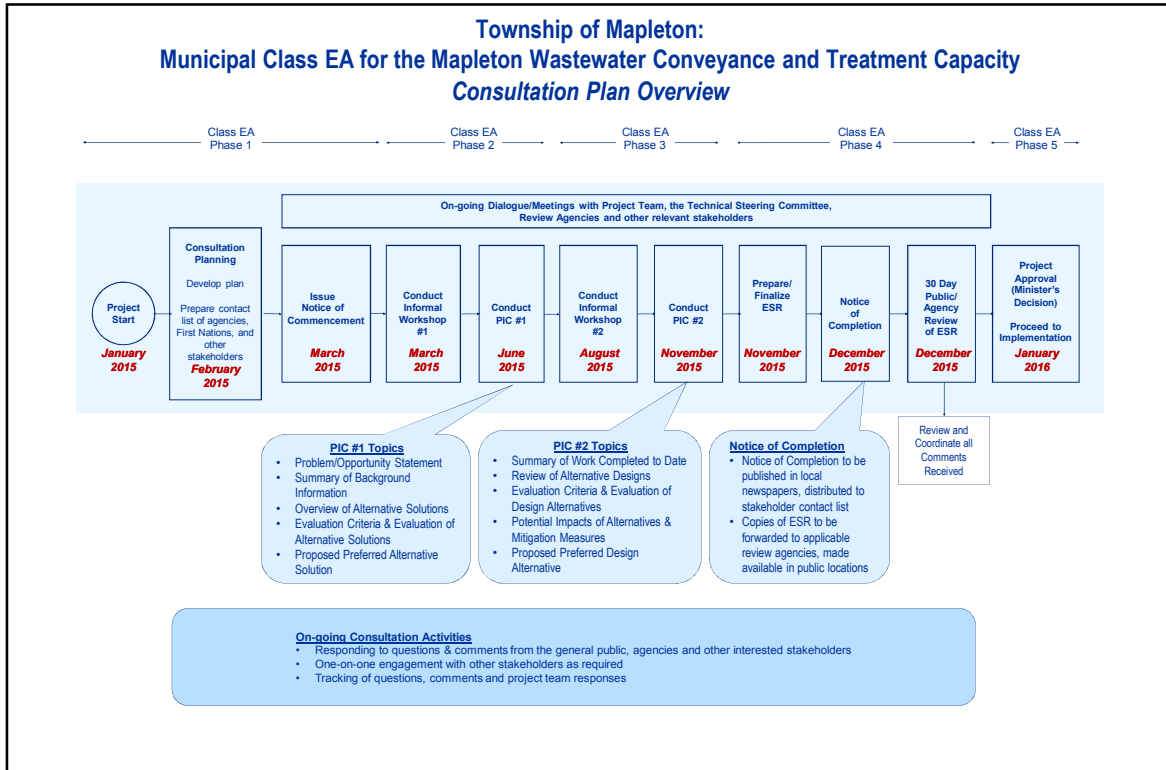 Township of Mapleton:
Municipal Class EA for the Mapleton Wastewater Conveyance and Treatment Capacity
Consultation Plan Overview
Class EA
Phase 1
Class EA
Phase 2
Class EA
Phase 3
Class EA
Phase 4
Class EA
Phase 5
On-going Dialogue/Meetings with Project Team, the Technical Steering Committee,
Review Agencies and other relevant stakeholders
Project
Start
January
2015
Consultation
Planning
Develop plan
Prepare contact
list of agencies,
First Nations, and
other
stakeholders
February
2015
Issue
Notice of
Commencement
March
2015
Conduct
Informal
Workshop
#1
March
2015
Conduct
PIC #1
June
2015
Conduct
Informal
Workshop
#2
August
2015
Conduct
PIC #2
November
2015
Prepare/
Finalize
ESR
November
2015
Notice
of
Completion
December
2015
30 Day
Public/
Agency
Review
of ESR
December
2015
Project
Approval
(Minister's
Decision)
Proceed to
Implementation
January
2016
PIC #1 Topics
• Problem/Opportunity Statement
• Summary of Background
Information
• Overview of Alternative Solutions
• Evaluation Criteria & Evaluation of
Alternative Solutions
• Proposed Preferred Alternative
Solution
PIC #2 Topics
• Summary of Work Completed to Date
• Review of Alternative Designs
• Evaluation Criteria & Evaluation of
Design Alternatives
• Potential Impacts of Alternatives &
Mitigation Measures
• Proposed Preferred Design
Alternative
Notice of Completion
• Notice of Completion to be
published in local
newspapers, distributed to
stakeholder contact list
• Copies of ESR to be
forwarded to applicable
review agencies, made
available in public locations
Review and
Coordinate all
Comments
Received
On-going Consultation Activities
• Responding to questions & comments from the general public, agencies and other interested stakeholders
• One-on-one engagement with other stakeholders as required
• Tracking of questions, comments and project team responses